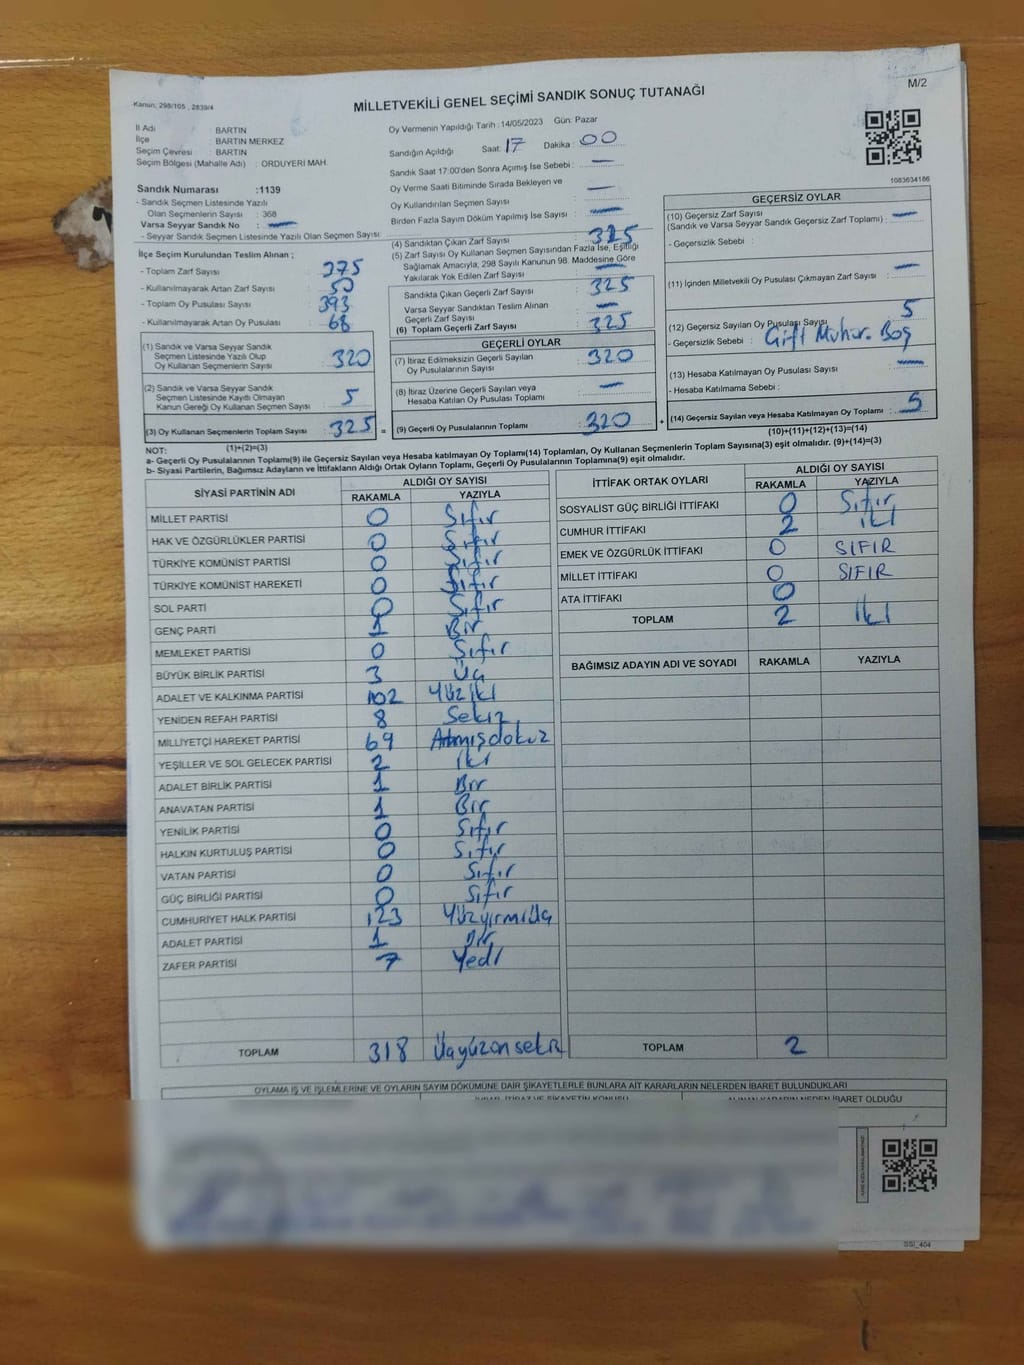 Kanun; 298/105 , 2839/4
M/2
MİLLETVEKİLİ GENEL SEÇİMİ SANDIK SONUÇ TUTANAĞI
İl Adı : BARTIN
İlçe : BARTIN MERKEZ
Seçim Çevresi : BARTIN
Seçim Bölgesi (Mahalle Adı) : ORDUYERİ MAH.
Sandık Numarası :1139
- Sandık Seçmen Listesinde Yazılı
Olan Seçmenlerin Sayısı : 368
Varsa Seyyar Sandık No : —
- Seyyar Sandık Seçmen Listesinde Yazılı Olan Seçmen Sayısı
Oy Vermenin Yapıldığı Tarih : 14/05/2023 Gün: Pazar
Sandığın Açıldığı Saat: 17 Dakika : 00
Sandık Saat 17:00'den Sonra Açımış İse Sebebi : —
Oy Verme Saati Bitiminde Sırada Bekleyen ve
Oy Kullandırılan Seçmen Sayısı : —
Birden Fazla Sayım Döküm Yapılmış İse Sayısı : —
1083634186
İlçe Seçim Kurulundan Teslim Alınan ;
- Toplam Zarf Sayısı : 375
- Kullanılmayarak Artan Zarf Sayısı : 50
- Toplam Oy Pusulası Sayısı : 393
- Kullanılmayarak Artan Oy Pusulası : 68
(1) Sandık ve Varsa Seyyar Sandık
Seçmen Listesinde Yazılı Olup
Oy Kullanan Seçmenlerin Sayısı : 320
(2) Sandık ve Varsa Seyyar Sandık
Seçmen Listesinde Kayıtlı Olmayan
Kanun Gereği Oy Kullanan Seçmen Sayısı : 5
(3) Oy Kullanan Seçmenlerin Toplam Sayısı : 325
(1)+(2)=(3)
(4) Sandıktan Çıkan Zarf Sayısı : 325
(5) Zarf Sayısı Oy Kullanan Seçmen Sayısından Fazla İse, Eşitliği
Sağlamak Amacıyla, 298 Sayılı Kanunun 98. Maddesine Göre
Yakılarak Yok Edilen Zarf Sayısı : —
Sandıkta Çıkan Geçerli Zarf Sayısı : 325
Varsa Seyyar Sandıktan Teslim Alınan
Geçerli Zarf Sayısı : —
(6) Toplam Geçerli Zarf Sayısı : 325
GEÇERLİ OYLAR
(7) İtiraz Edilmeksizin Geçerli Sayılan
Oy Pusulalarının Sayısı : 320
(8) İtiraz Üzerine Geçerli Sayılan veya
Hesaba Katılan Oy Pusulası Toplamı : —
= (9) Geçerli Oy Pusulalarının Toplamı : 320
GEÇERSİZ OYLAR
(10) Geçersiz Zarf Sayısı
(Sandık ve Varsa Seyyar Sandık Geçersiz Zarf Toplamı) : —
- Geçersizlik Sebebi :
(11) İçinden Milletvekili Oy Pusulası Çıkmayan Zarf Sayısı : —
(12) Geçersiz Sayılan Oy Pusulası Sayısı : 5
- Geçersizlik Sebebi : Çift Mühür. Boş
(13) Hesaba Katılmayan Oy Pusulası Sayısı : —
- Hesaba Katılmama Sebebi :
+ (14) Geçersiz Sayılan veya Hesaba Katılmayan Oy Toplamı : 5
(10)+(11)+(12)+(13)=(14)
NOT:
a- Geçerli Oy Pusulalarının Toplamı(9) ile Geçersiz Sayılan veya Hesaba katılmayan Oy Toplamı(14) Toplamları, Oy Kullanan Seçmenlerin Toplam Sayısına(3) eşit olmalıdır. (9)+(14)=(3)
b- Siyasi Partilerin, Bağımsız Adayların ve İttifakların Aldığı Ortak Oyların Toplamı, Geçerli Oy Pusulalarının Toplamına(9) eşit olmalıdır.
SİYASİ PARTİNİN ADI ALDIĞI OY SAYISI
RAKAMLA YAZIYLA
MİLLET PARTİSİ 0 Sıfır
HAK VE ÖZGÜRLÜKLER PARTİSİ 0 Sıfır
TÜRKİYE KOMÜNİST PARTİSİ 0 Sıfır
TÜRKİYE KOMÜNİST HAREKETİ 0 Sıfır
SOL PARTİ 0 Sıfır
GENÇ PARTİ 1 Bir
MEMLEKET PARTİSİ 0 Sıfır
BÜYÜK BİRLİK PARTİSİ 3 Üç
ADALET VE KALKINMA PARTİSİ 102 Yüz iki
YENİDEN REFAH PARTİSİ 8 Sekiz
MİLLİYETÇİ HAREKET PARTİSİ 69 Atmışdokuz
YEŞİLLER VE SOL GELECEK PARTİSİ 2 İki
ADALET BİRLİK PARTİSİ 1 Bir
ANAVATAN PARTİSİ 1 Bir
YENİLİK PARTİSİ 0 Sıfır
HALKIN KURTULUŞ PARTİSİ 0 Sıfır
VATAN PARTİSİ 0 Sıfır
GÜÇ BİRLİĞİ PARTİSİ 0 Sıfır
CUMHURİYET HALK PARTİSİ 123 Yüzyirmiüç
ADALET PARTİSİ 1 Bir
ZAFER PARTİSİ 7 Yedi
TOPLAM 318 Üçyüzonsekiz
İTTİFAK ORTAK OYLARI ALDIĞI OY SAYISI
RAKAMLA YAZIYLA
SOSYALİST GÜÇ BİRLİĞİ İTTİFAKI 0 Sıfır
CUMHUR İTTİFAKI 2 İki
EMEK VE ÖZGÜRLÜK İTTİFAKI 0 SIFIR
MİLLET İTTİFAKI 0 SIFIR
ATA İTTİFAKI 0
TOPLAM 2 İki
BAĞIMSIZ ADAYIN ADI VE SOYADI RAKAMLA YAZIYLA
TOPLAM 2
OYLAMA İŞ VE İŞLEMLERİNE VE OYLARIN SAYIM DÖKÜMÜNE DAİR ŞİKAYETLERLE BUNLARA AİT KARARLARIN NELERDEN İBARET BULUNDUKLARI
ALINAN KARARIN NEDEN İBARET OLDUĞU
SSI_404